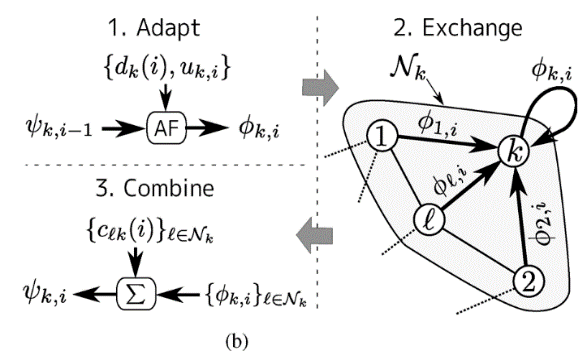 1. Adapt
{d_k(i), u_{k,i}}
ψ_{k,i−1}
AF
ϕ_{k,i}
2. Exchange
𝒩_k
ϕ_{k,i}
1
ϕ_{1,i}
k
ϕ_{ℓ,i}
ℓ
ϕ_{2,i}
2
3. Combine
{c_{ℓk}(i)}_{ℓ∈𝒩_k}
ψ_{k,i}
Σ
{ϕ_{k,i}}_{ℓ∈𝒩_k}
(b)